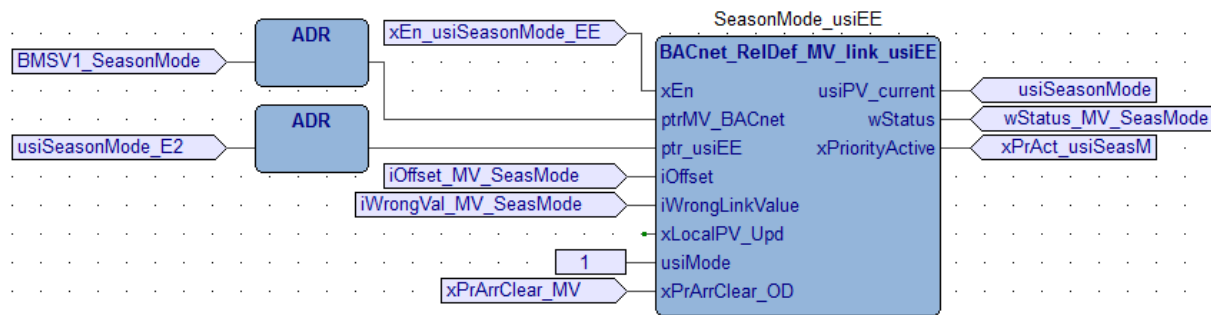 SeasonMode_usiEE
ADR
xEn_usiSeasonMode_EE
BACnet_RelDef_MV_link_usiEE
BMSV1_SeasonMode
xEn
usiPV_current
usiSeasonMode
ADR
ptrMV_BACnet
wStatus
wStatus_MV_SeasMode
usiSeasonMode_E2
ptr_usiEE
xPriorityActive
xPrAct_usiSeasM
iOffset_MV_SeasMode
iOffset
iWrongVal_MV_SeasMode
iWrongLinkValue
xLocalPV_Upd
1
usiMode
xPrArrClear_MV
xPrArrClear_OD